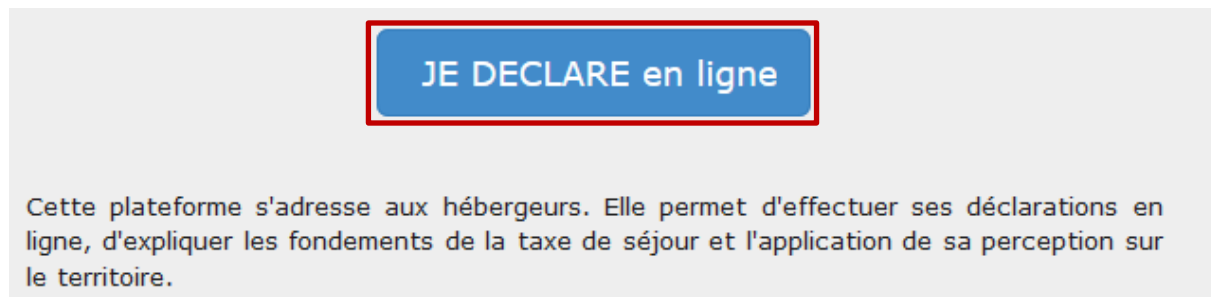 JE DECLARE en ligne
Cette plateforme s'adresse aux hébergeurs. Elle permet d'effectuer ses déclarations en
ligne, d'expliquer les fondements de la taxe de séjour et l'application de sa perception sur
le territoire.